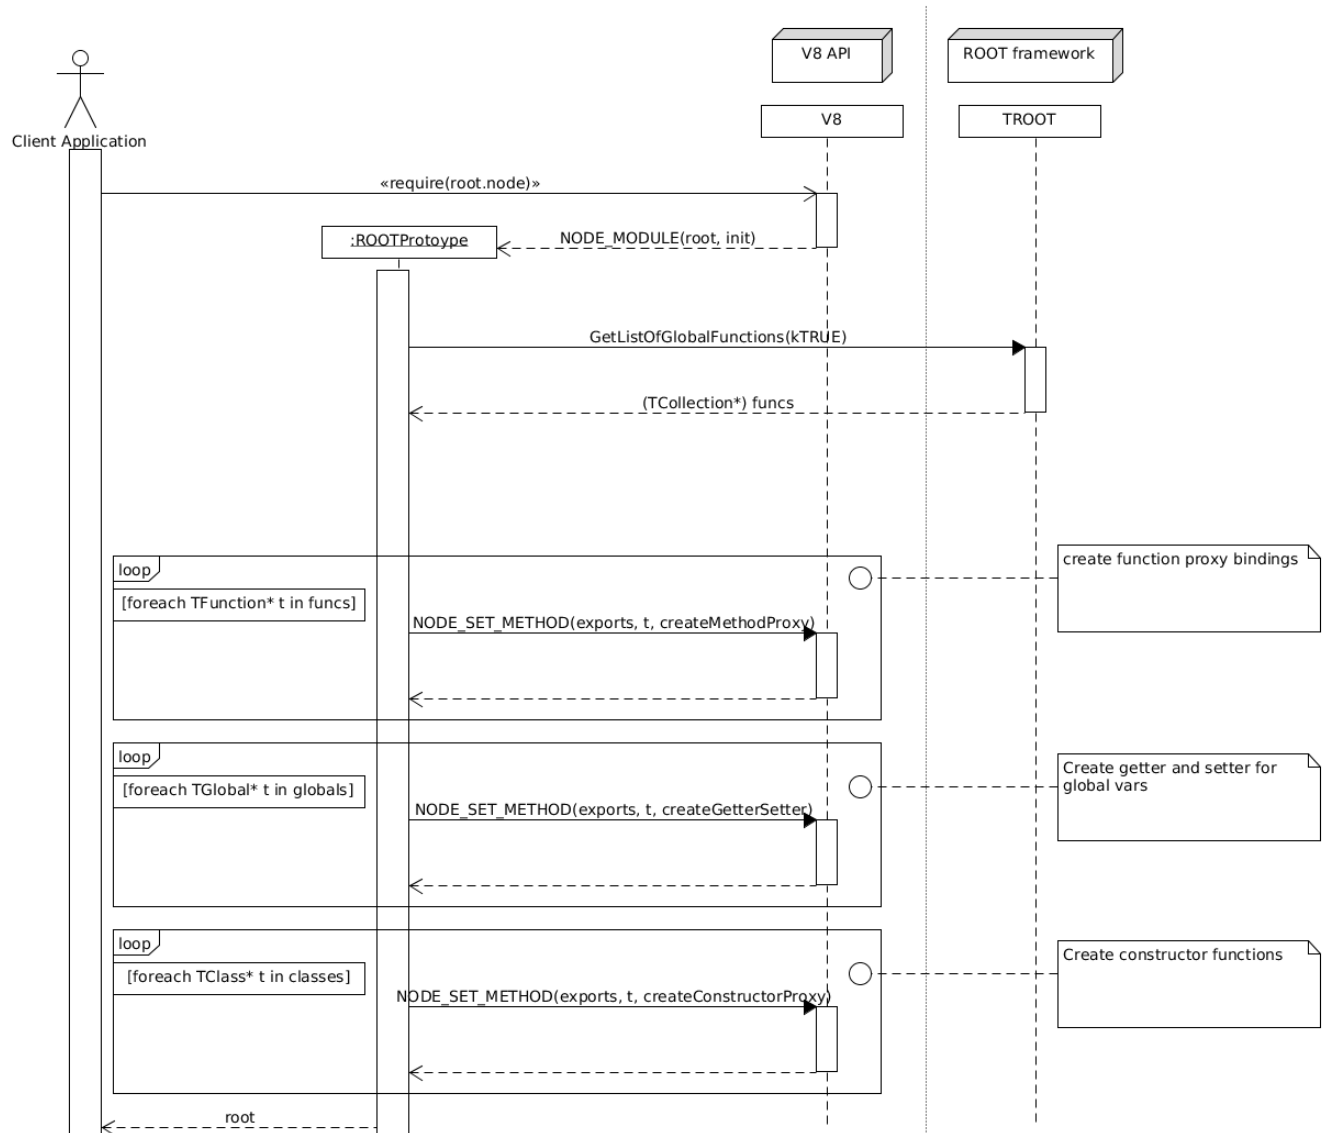 V8 API
ROOT framework
V8
TROOT
Client Application
«require(root.node)»
:ROOTProtoype
NODE_MODULE(root, init)
GetListOfGlobalFunctions(kTRUE)
(TCollection*) funcs
loop
create function proxy bindings
[foreach TFunction* t in funcs]
NODE_SET_METHOD(exports, t, createMethodProxy)
loop
Create getter and setter for
global vars
[foreach TGlobal* t in globals]
NODE_SET_METHOD(exports, t, createGetterSetter)
loop
Create constructor functions
[foreach TClass* t in classes]
NODE_SET_METHOD(exports, t, createConstructorProxy)
root